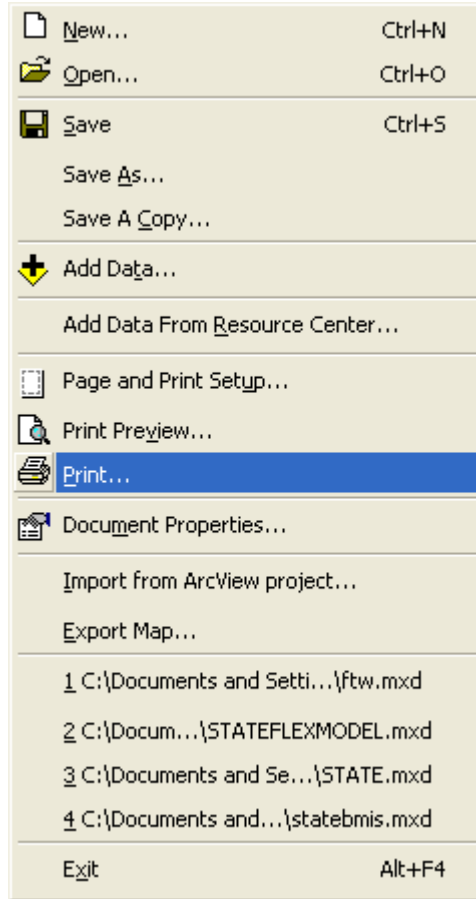 New... Ctrl+N
Open... Ctrl+O
Save Ctrl+S
Save As...
Save A Copy...
Add Data...
Add Data From Resource Center...
Page and Print Setup...
Print Preview...
Print...
Document Properties...
Import from ArcView project...
Export Map...
1 C:\Documents and Setti...\ftw.mxd
2 C:\Docum...\STATEFLEXMODEL.mxd
3 C:\Documents and Se...\STATE.mxd
4 C:\Documents and...\statebmis.mxd
Exit Alt+F4